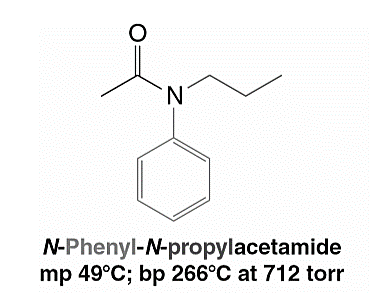 O
N
N-Phenyl-N-propylacetamide
mp 49°C; bp 266°C at 712 torr